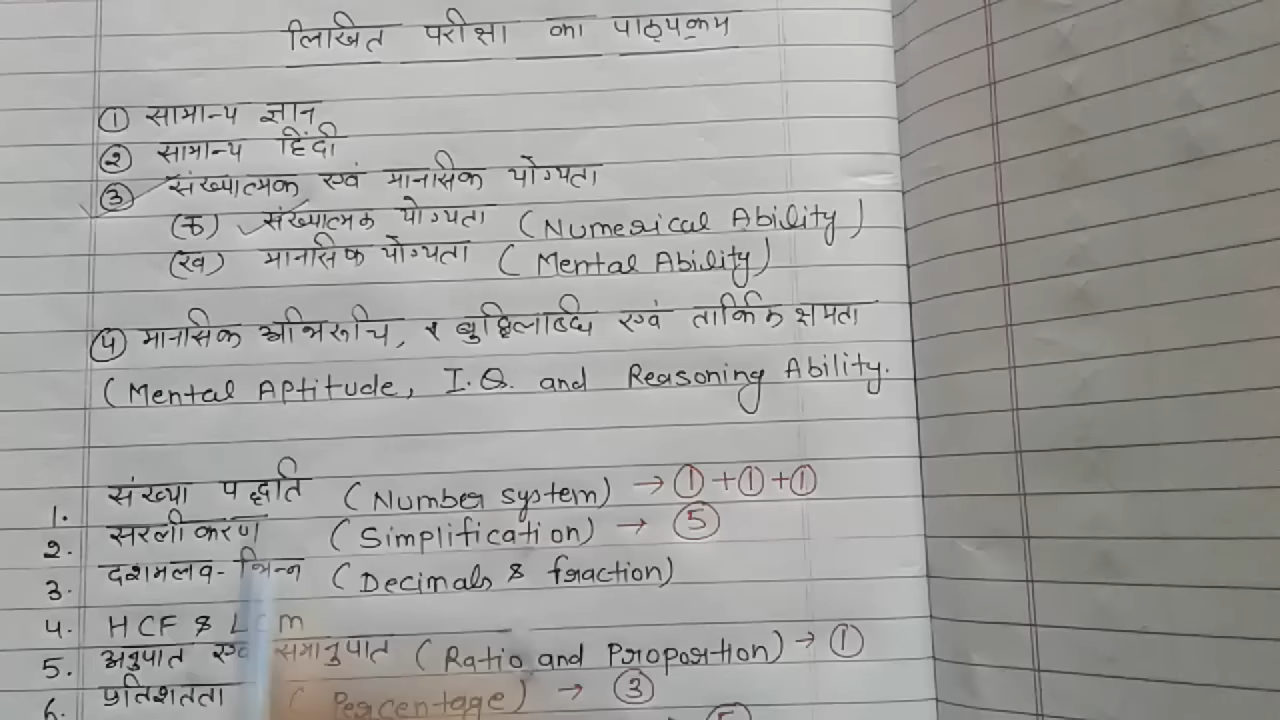 लिखित परीक्षा का पाठ्यक्रम
① सामान्य ज्ञान
② सामान्य हिंदी
③ संख्यात्मक एवं मानसिक योग्यता
(क) संख्यात्मक योग्यता (Numerical Ability)
(ख) मानसिक योग्यता (Mental Ability)
④ मानसिक अभिरूचि, बुद्धिलब्धि एवं तार्किक क्षमता
(Mental Aptitude, I.Q. and Reasoning Ability.
1. संख्या पद्धति (Number system) → ①+①+①
2. सरलीकरण (Simplification) → ⑤
3. दशमलव-भिन्न (Decimals & fraction)
4. HCF & LCM
5. अनुपात एवं समानुपात (Ratio and Proportion) → ①
6. प्रतिशतता (Percentage) → ③